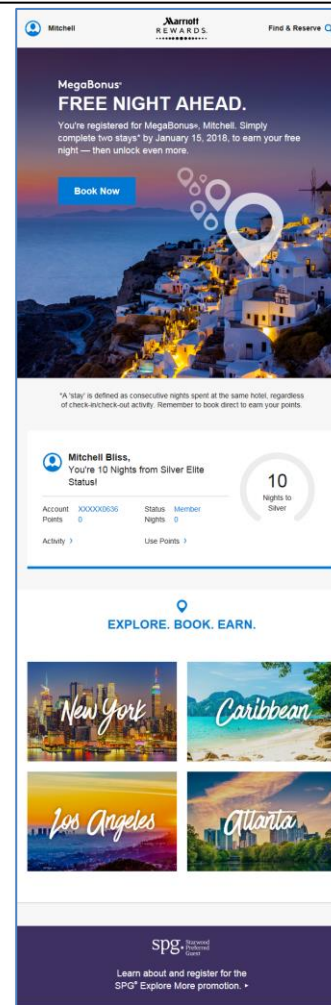 Mitchell
Marriott
REWARDS.
Find & Reserve
MegaBonus®
FREE NIGHT AHEAD.
You're registered for MegaBonus®, Mitchell. Simply
complete two stays* by January 15, 2018, to earn your free
night — then unlock even more.
Book Now
*A 'stay' is defined as consecutive nights spent at the same hotel, regardless
of check-in/check-out activity. Remember to book direct to earn your points.
Mitchell Bliss,
You're 10 Nights from Silver Elite
Status!
10
Nights to
Silver
Account XXXXX0636 Status Member
Points 0 Nights 0
Activity › Use Points ›
EXPLORE. BOOK. EARN.
New York
Caribbean
Los Angeles
Atlanta
spg. Starwood
Preferred
Guest
Learn about and register for the
SPG® Explore More promotion. ▸